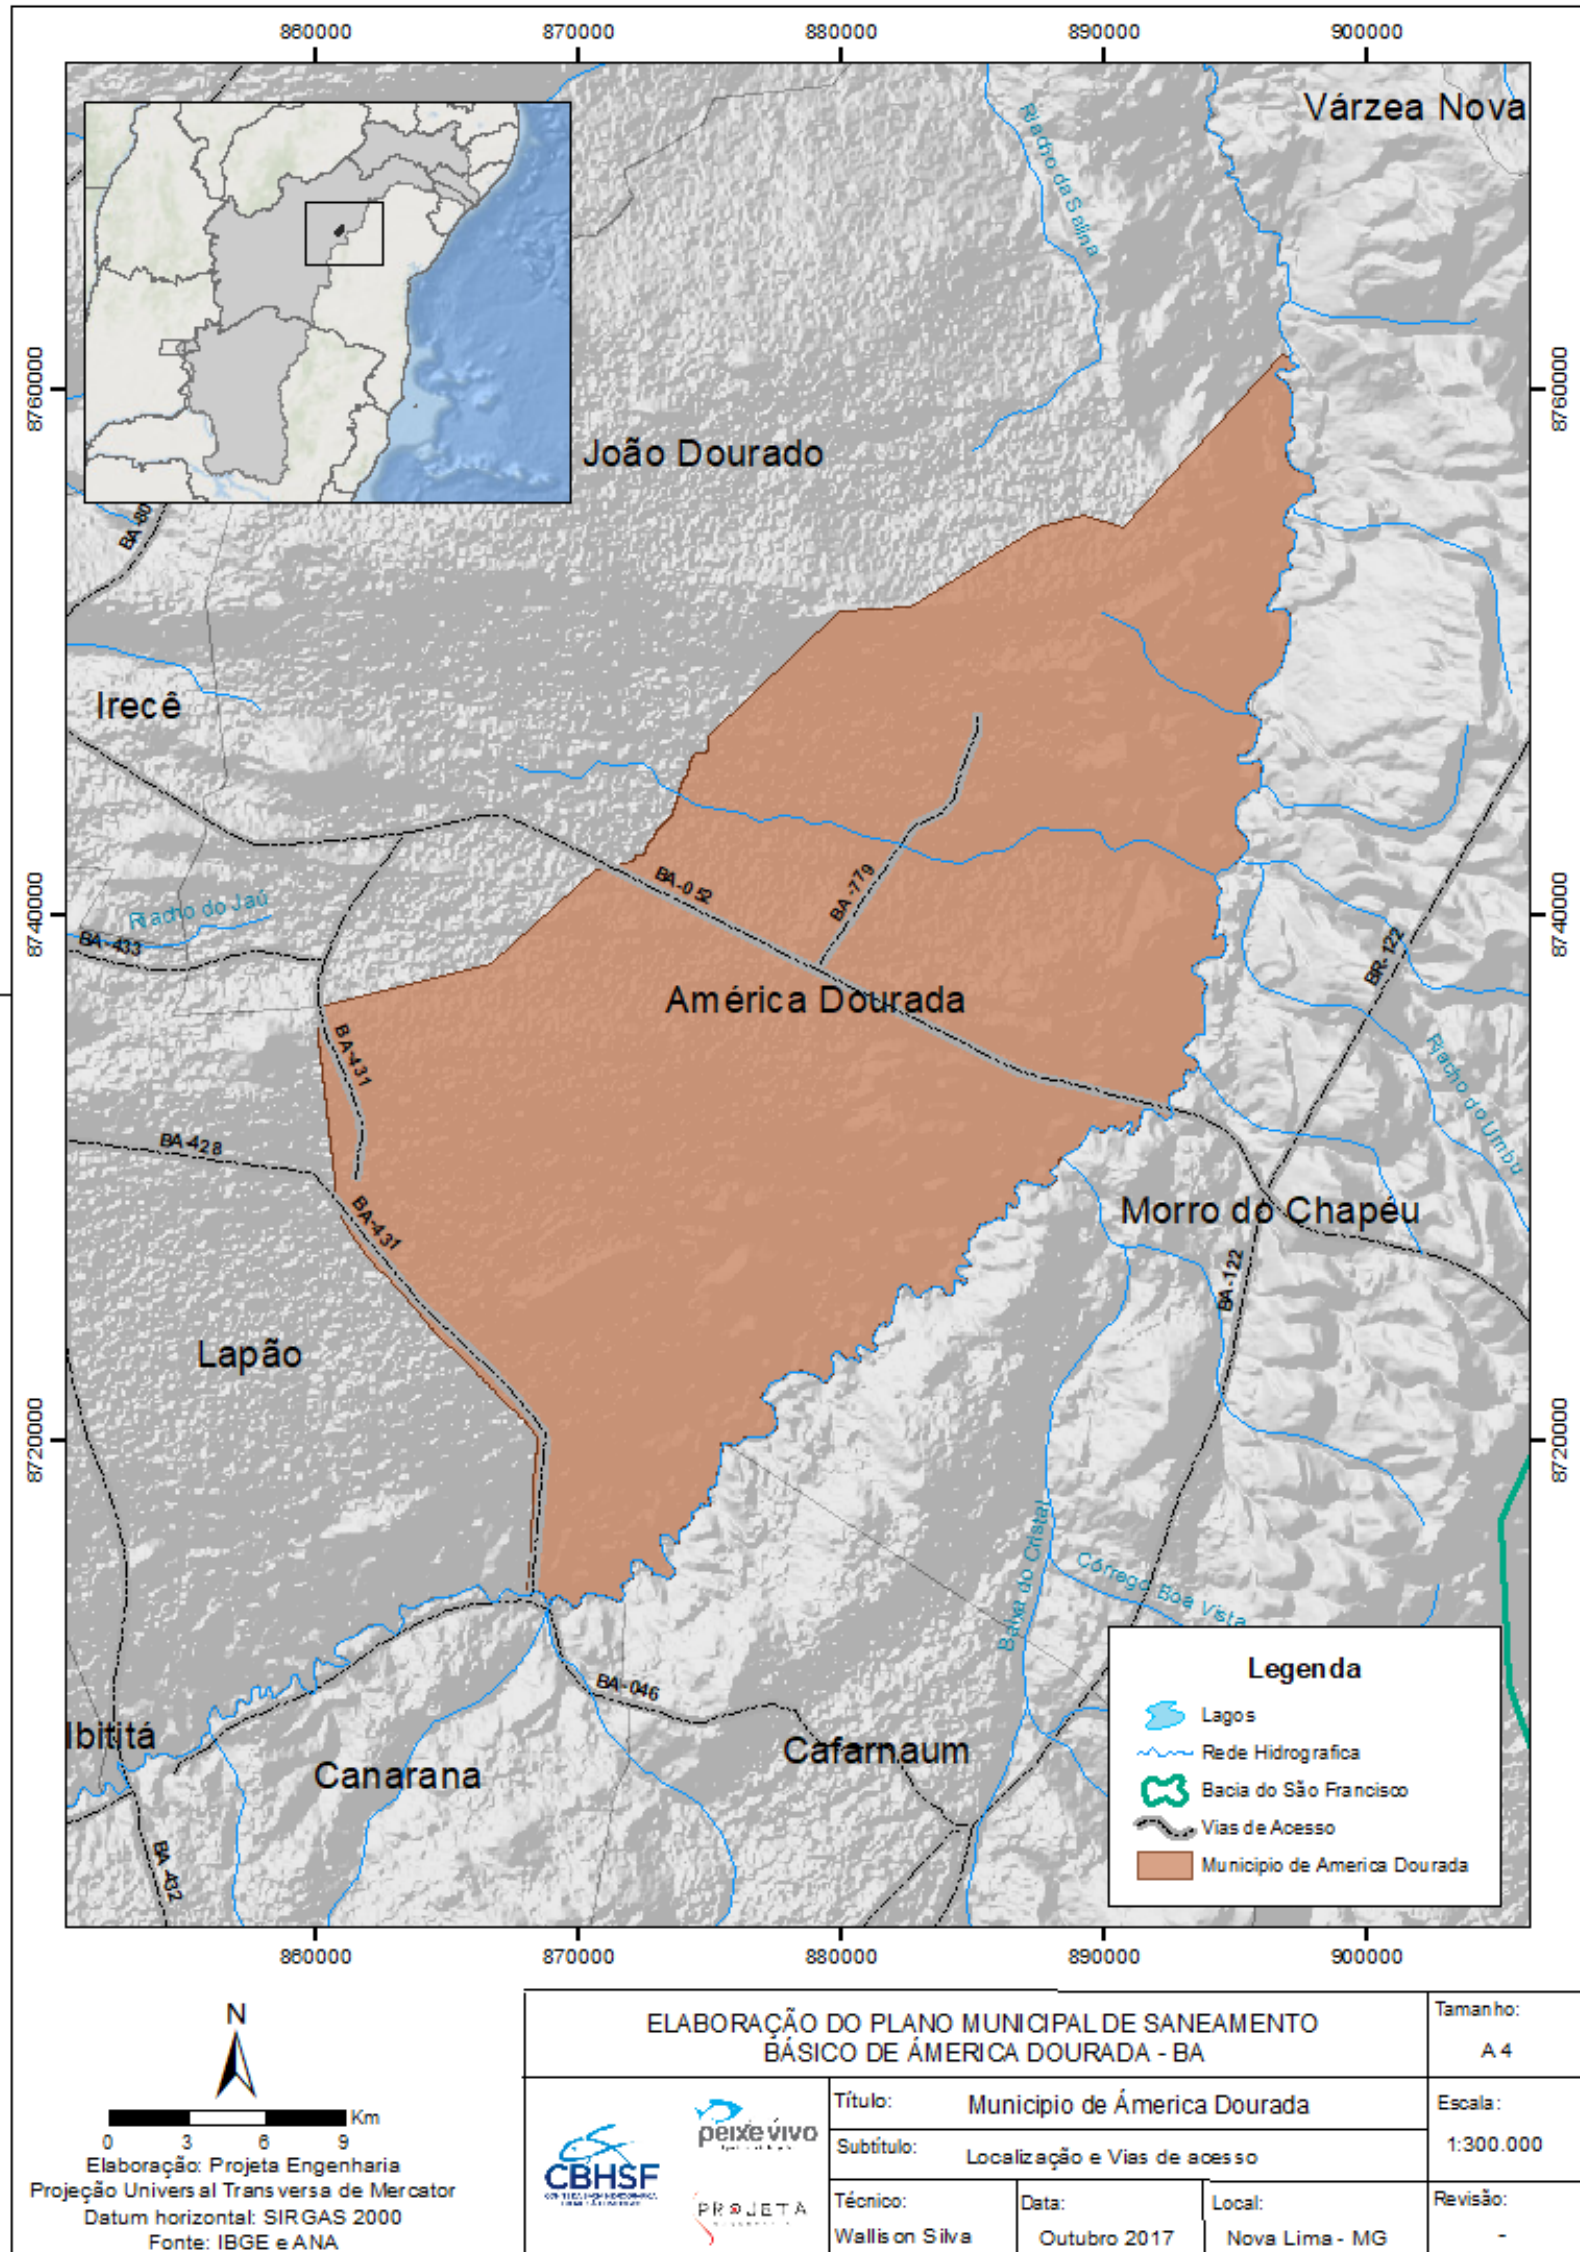 860000 870000 880000 890000 900000
Várzea Nova
Riacho da Salina
8760000 8760000
João Dourado
BA-80
Irecê
BA-052
BA-779
8740000 8740000
Riacho do Jaú
BA-433
BR-122
América Dourada
BA-431
Riacho do Umbu
BA-428
BA-431
Morro do Chapéu
BA-122
Lapão
8720000 8720000
Baixa do Cristal
Córrego Boa Vista
BA-046
Ibititá
Cafarnaum
Canarana
BA-432
Legenda
Lagos
Rede Hidrografica
Bacia do São Francisco
Vias de Acesso
Municipio de America Dourada
860000 870000 880000 890000 900000
N
Km
0 3 6 9
Elaboração: Projeta Engenharia
Projeção Universal Transversa de Mercator
Datum horizontal: SIRGAS 2000
Fonte: IBGE e ANA
ELABORAÇÃO DO PLANO MUNICIPAL DE SANEAMENTO
BÁSICO DE ÁMERICA DOURADA - BA
Tamanho:
A4
peixe vivo
CBHSF
PROJETA
Título: Municipio de Ámerica Dourada
Escala:
1:300.000
Subtítulo: Localização e Vias de acesso
Técnico:
Wallison Silva
Data:
Outubro 2017
Local:
Nova Lima - MG
Revisão:
-